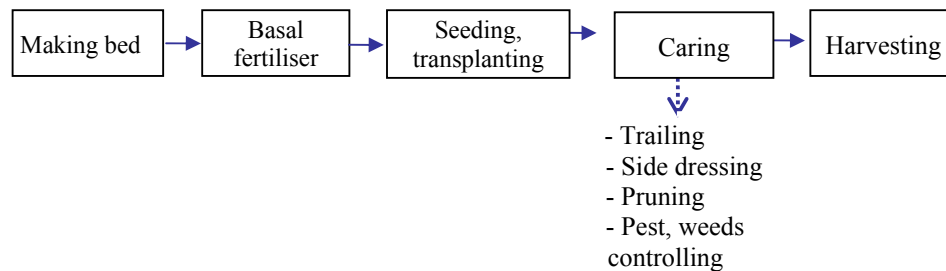 Making bed
Basal
fertiliser
Seeding,
transplanting
Caring
Harvesting
- Trailing
- Side dressing
- Pruning
- Pest, weeds
controlling